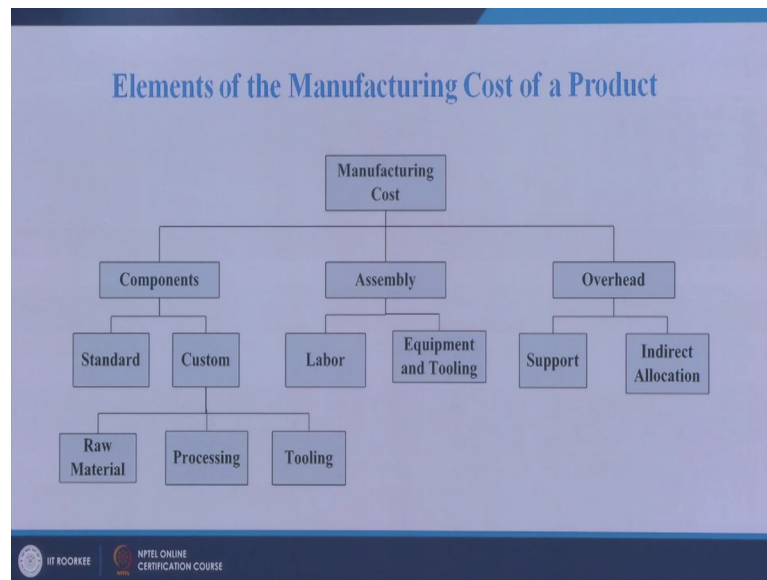 Elements of the Manufacturing Cost of a Product
Manufacturing
Cost
Components
Assembly
Overhead
Standard
Custom
Labor
Equipment
and Tooling
Support
Indirect
Allocation
Raw
Material
Processing
Tooling
IIT ROORKEE
NPTEL ONLINE
CERTIFICATION COURSE
NPTEL